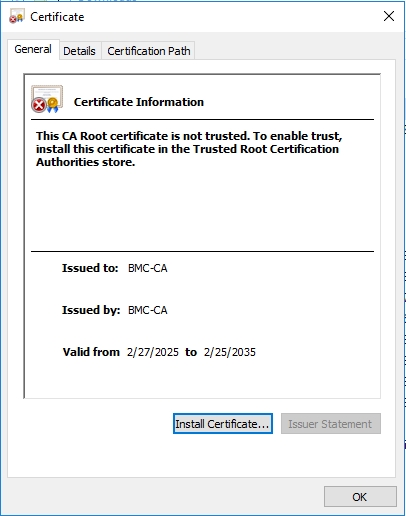 Certificate
General
Details
Certification Path
Certificate Information
This CA Root certificate is not trusted. To enable trust,
install this certificate in the Trusted Root Certification
Authorities store.
Issued to: BMC-CA
Issued by: BMC-CA
Valid from 2/27/2025 to 2/25/2035
Install Certificate...
Issuer Statement
OK